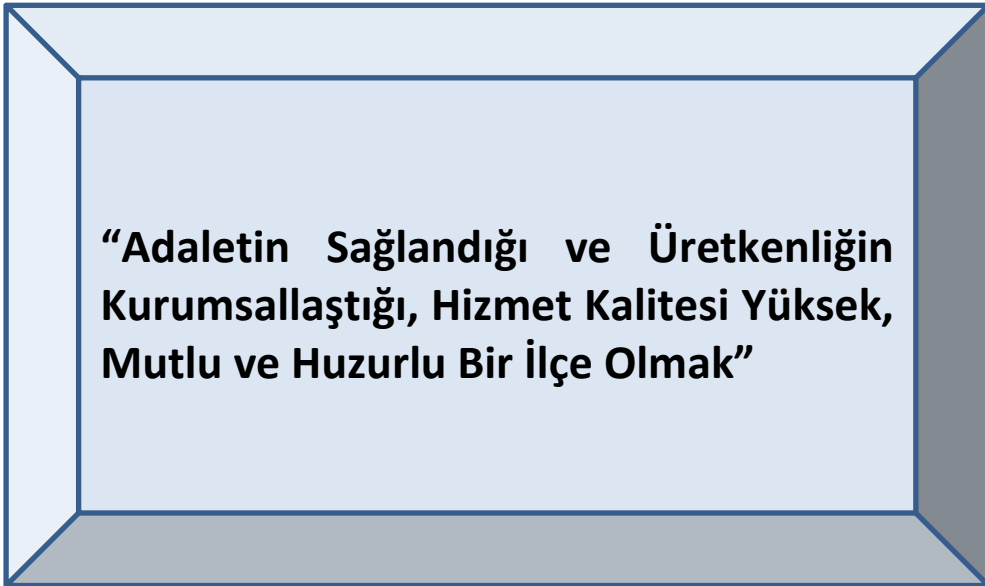 “Adaletin Sağlandığı ve Üretkenliğin
Kurumsallaştığı, Hizmet Kalitesi Yüksek,
Mutlu ve Huzurlu Bir İlçe Olmak”